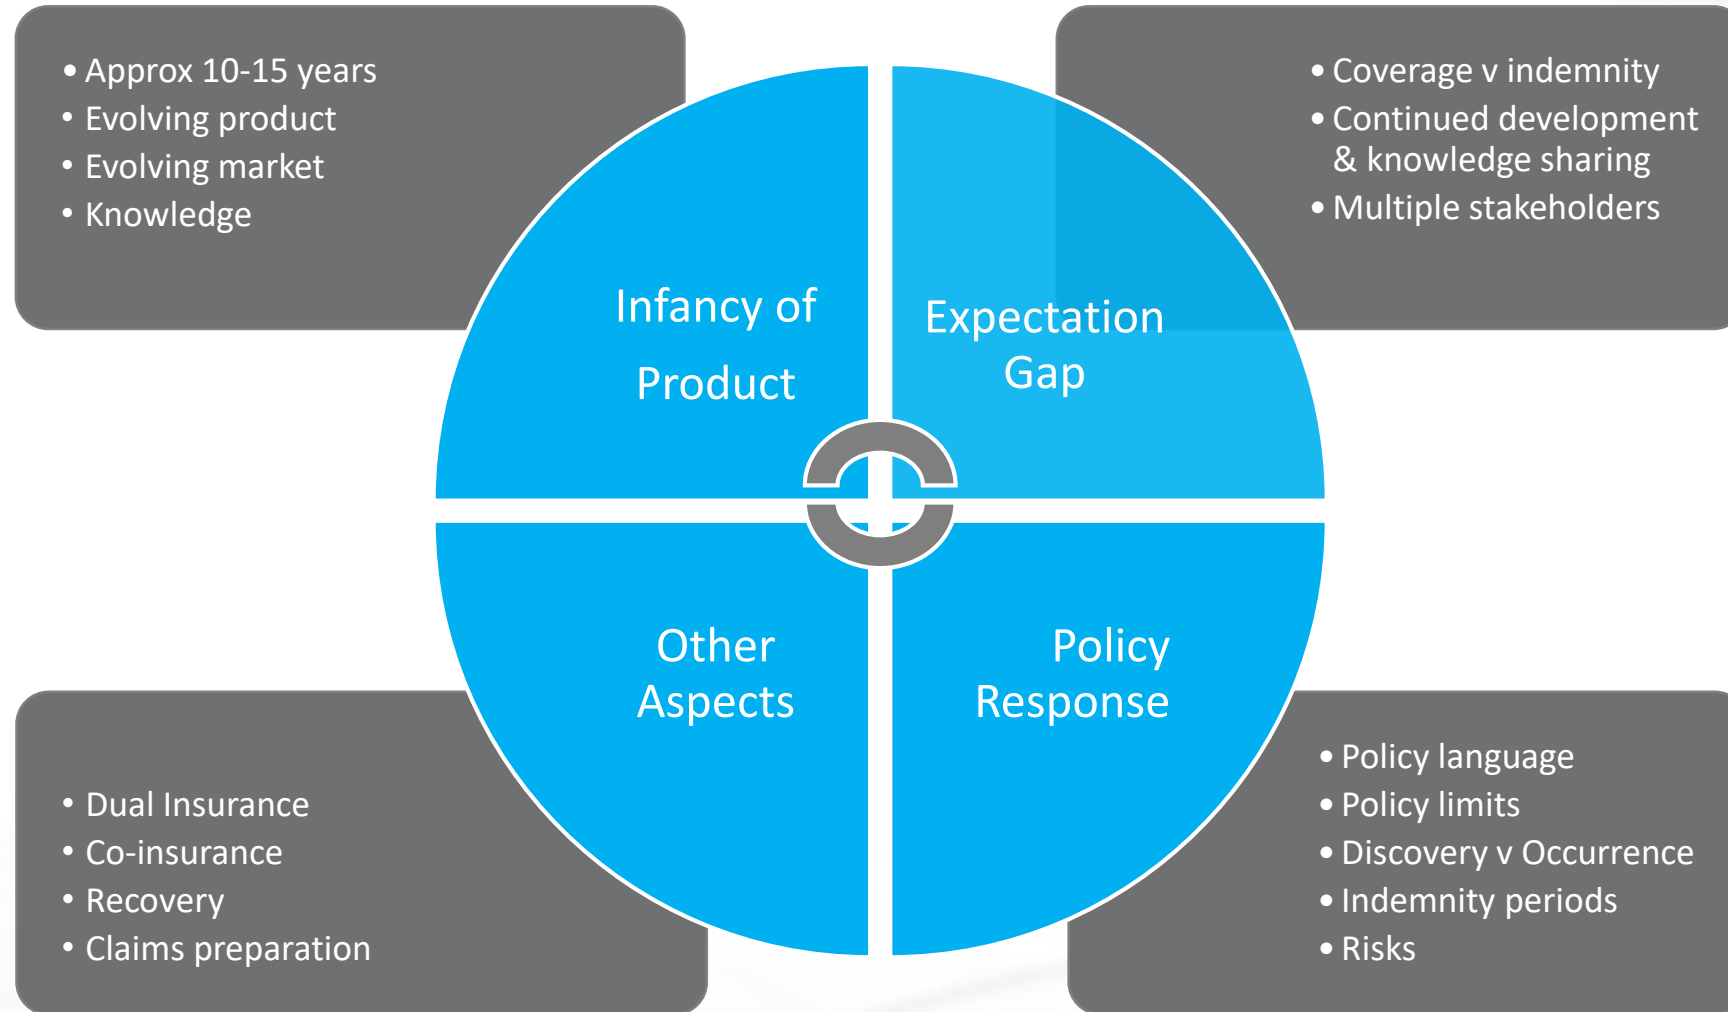 • Approx 10-15 years
• Evolving product
• Evolving market
• Knowledge
• Coverage v indemnity
• Continued development
& knowledge sharing
• Multiple stakeholders
Infancy of
Product
Expectation
Gap
Other
Aspects
Policy
Response
• Dual Insurance
• Co-insurance
• Recovery
• Claims preparation
• Policy language
• Policy limits
• Discovery v Occurrence
• Indemnity periods
• Risks